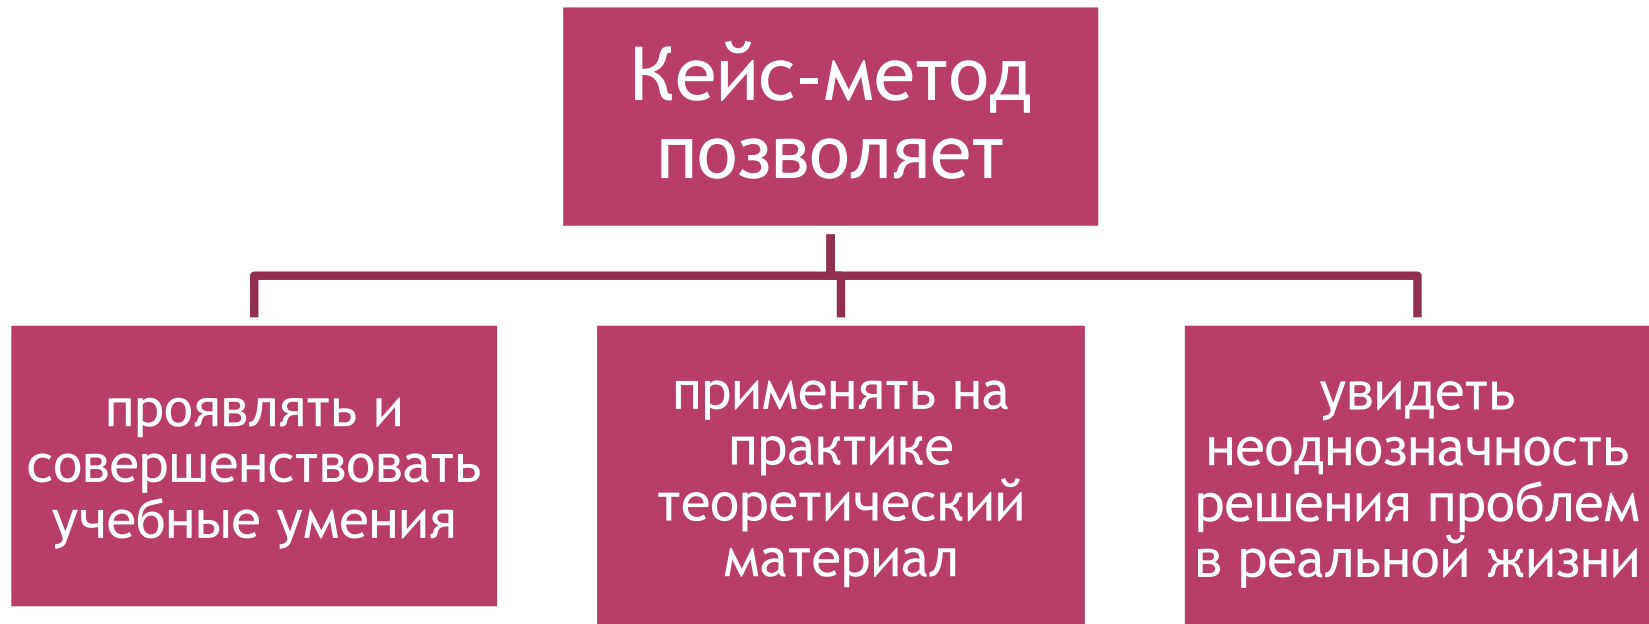 Кейс-метод
позволяет
проявлять и
совершенствовать
учебные умения
применять на
практике
теоретический
материал
увидеть
неоднозначность
решения проблем
в реальной жизни